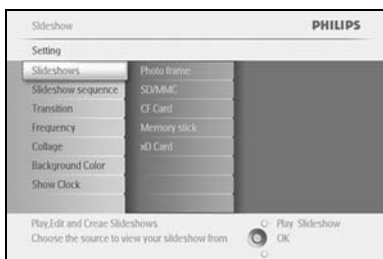 Slideshow
PHILIPS
Setting
Slideshows
Photo frame
Slideshow sequence
SD/MMC
Transition
CF Card
Frequency
Memory stick
Collage
xD Card
Background Color
Show Clock
Play,Edit and Creae Slideshows
Play Slideshow
Choose the source to view your slideshow from
OK